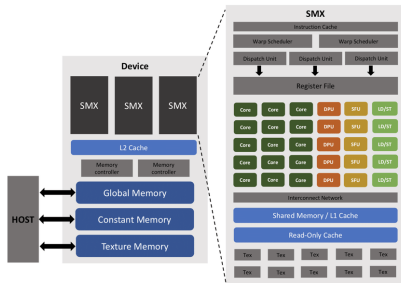 Device
SMX SMX SMX
L2 Cache
Memory controller Memory controller
Global Memory
Constant Memory
Texture Memory
HOST
SMX
Instruction Cache
Warp Scheduler Warp Scheduler
Dispatch Unit Dispatch Unit Dispatch Unit
Register File
Core Core Core DPU SFU LD/ST
Core Core Core DPU SFU LD/ST
Core Core Core DPU SFU LD/ST
Core Core Core DPU SFU LD/ST
Core Core Core DPU SFU LD/ST
Interconnect Network
Shared Memory / L1 Cache
Read-Only Cache
Tex Tex Tex Tex Tex
Tex Tex Tex Tex Tex